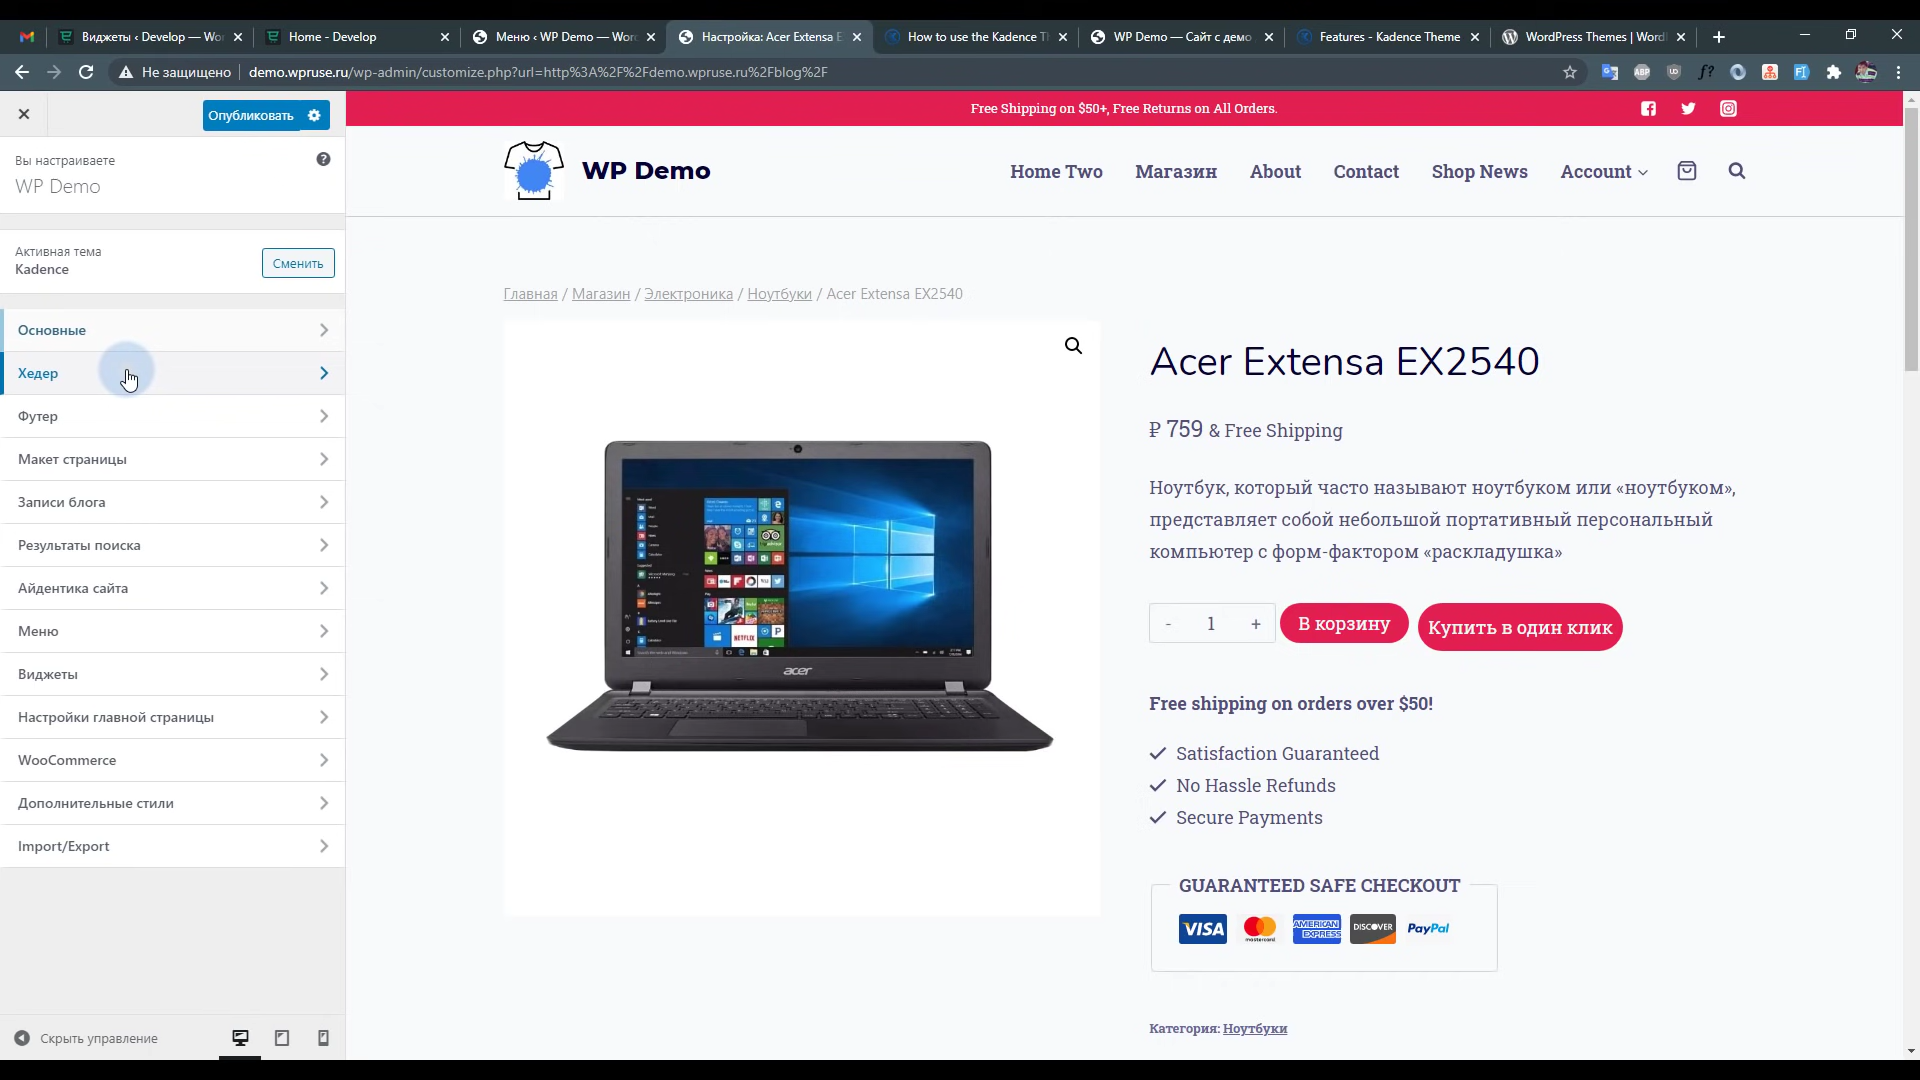 Виджеты ‹ Develop — Wo
Home - Develop
Меню ‹ WP Demo — Word
Настройка: Acer Extensa E
How to use the Kadence T
WP Demo — Сайт с демо
Features - Kadence Theme
WordPress Themes | Word
Не защищено
demo.wpruse.ru/wp-admin/customize.php?url=http%3A%2F%2Fdemo.wpruse.ru%2Fblog%2F
Опубликовать
Вы настраиваете
WP Demo
Активная тема
Kadence
Сменить
Основные
Хедер
Футер
Макет страницы
Записи блога
Результаты поиска
Айдентика сайта
Меню
Виджеты
Настройки главной страницы
WooCommerce
Дополнительные стили
Import/Export
Скрыть управление
Free Shipping on $50+, Free Returns on All Orders.
WP Demo
Home Two
Магазин
About
Contact
Shop News
Account
Главная / Магазин / Электроника / Ноутбуки / Acer Extensa EX2540
acer
Acer Extensa EX2540
₽ 759 & Free Shipping
Ноутбук, который часто называют ноутбуком или «ноутбуком»,
представляет собой небольшой портативный персональный
компьютер с форм-фактором «раскладушка»
- 1 +
В корзину
Купить в один клик
Free shipping on orders over $50!
Satisfaction Guaranteed
No Hassle Refunds
Secure Payments
GUARANTEED SAFE CHECKOUT
VISA
mastercard
AMERICAN EXPRESS
DISCOVER
PayPal
Категория: Ноутбуки